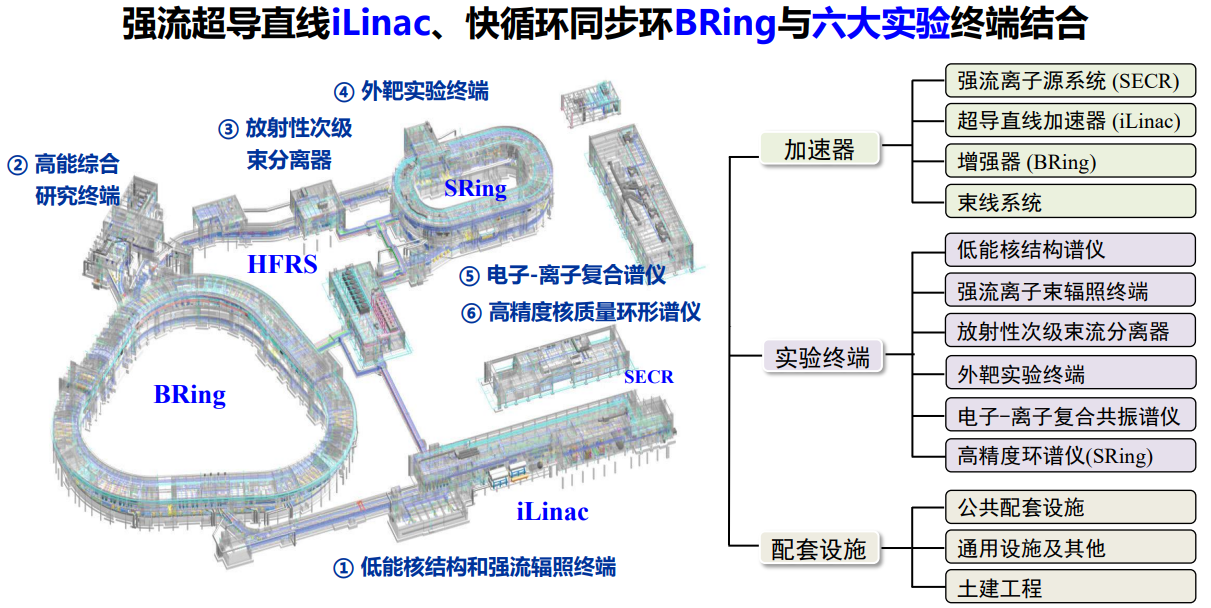 强流超导直线iLinac、快循环同步环BRing与六大实验终端结合
④ 外靶实验终端
③ 放射性次级
束分离器
② 高能综合
研究终端
SRing
HFRS
⑤ 电子-离子复合谱仪
⑥ 高精度核质量环形谱仪
SECR
BRing
iLinac
① 低能核结构和强流辐照终端
加速器
强流离子源系统 (SECR)
超导直线加速器 (iLinac)
增强器 (BRing)
束线系统
实验终端
低能核结构谱仪
强流离子束辐照终端
放射性次级束流分离器
外靶实验终端
电子-离子复合共振谱仪
高精度环谱仪(SRing)
配套设施
公共配套设施
通用设施及其他
土建工程